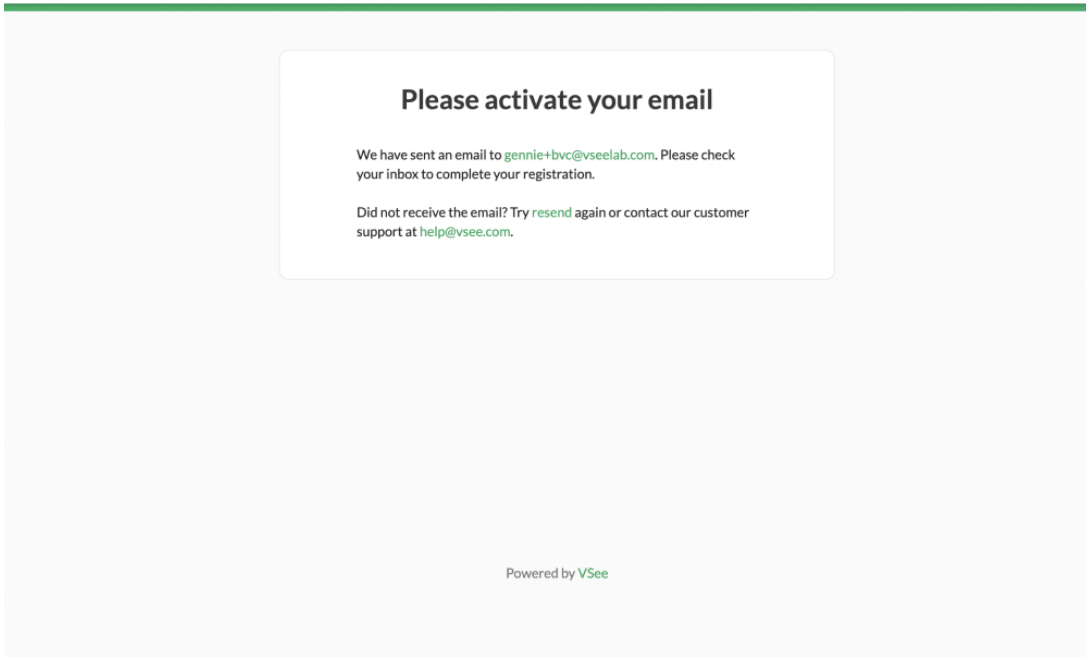 Please activate your email
We have sent an email to gennie+bvc@vseelab.com. Please check
your inbox to complete your registration.
Did not receive the email? Try resend again or contact our customer
support at help@vsee.com.
Powered by VSee